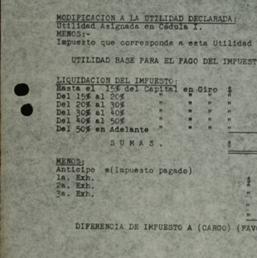 MODIFICACION A LA UTILIDAD DECLARADA:
Utilidad Asignada en Cédula I.
MENOS:-
Impuesto que corresponde a esta Utilidad
UTILIDAD BASE PARA EL PAGO DEL IMPUEST
LIQUIDACION DEL IMPUESTO:
Hasta el 15% del Capital en Giro $
Del 15% al 20% " " "
Del 20% al 30% " " "
Del 30% al 40% " " "
Del 40% al 50% " " "
Del 50% en Adelante " " "
S U M A S . $
MENOS:
Anticipo (Impuesto pagado)
1a. Exh. $
2a. Exh. "
3a. Exh. "
DIFERENCIA DE IMPUESTO A (CARGO) (FAV